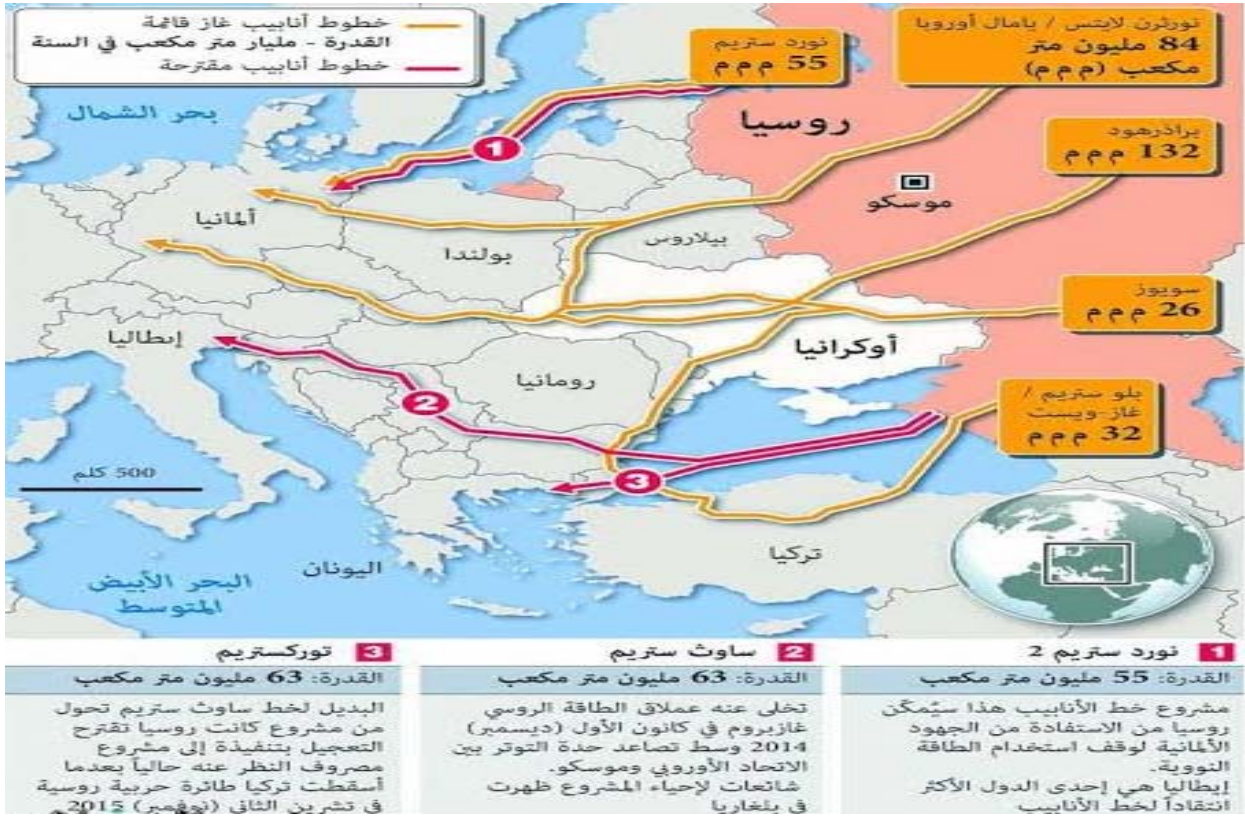 خطوط أنابيب غاز قائمة
القدرة - مليار متر مكعب في السنة
خطوط أنابيب مقترحة
نورد ستريم
55 م م م
نورثرن لايتس / يامال أوروبا
84 مليون متر
مكعب (م م م)
براذرهود
132 م م م
سويوز
26 م م م
بلو ستريم /
غاز-ويست
32 م م م
بحر الشمال
روسيا
موسكو
ألمانيا
بولندا
بيلاروس
إيطاليا
رومانيا
أوكرانيا
تركيا
اليونان
البحر الأبيض
المتوسط
500 كلم
1
2
3
1 نورد ستريم 2
القدرة: 55 مليون متر مكعب
مشروع خط الأنابيب هذا سيُمكّن
روسيا من الاستفادة من الجهود
الألمانية لوقف استخدام الطاقة
النووية.
إيطاليا هي إحدى الدول الأكثر
انتقاداً لخط الأنابيب
2 ساوث ستريم
القدرة: 63 مليون متر مكعب
تخلى عنه عملاق الطاقة الروسي
غازبروم في كانون الأول (ديسمبر)
2014 وسط تصاعد حدة التوتر بين
الاتحاد الأوروبي وموسكو.
شائعات لإحياء المشروع ظهرت
في بلغاريا
3 توركستريم
القدرة: 63 مليون متر مكعب
البديل لخط ساوث ستريم تحول
من مشروع كانت روسيا تقترح
التعجيل بتنفيذة إلى مشروع
مصروف النظر عنه حالياً بعدما
أسقطت تركيا طائرة حربية روسية
في تشرين الثاني (نوفمبر) 2015